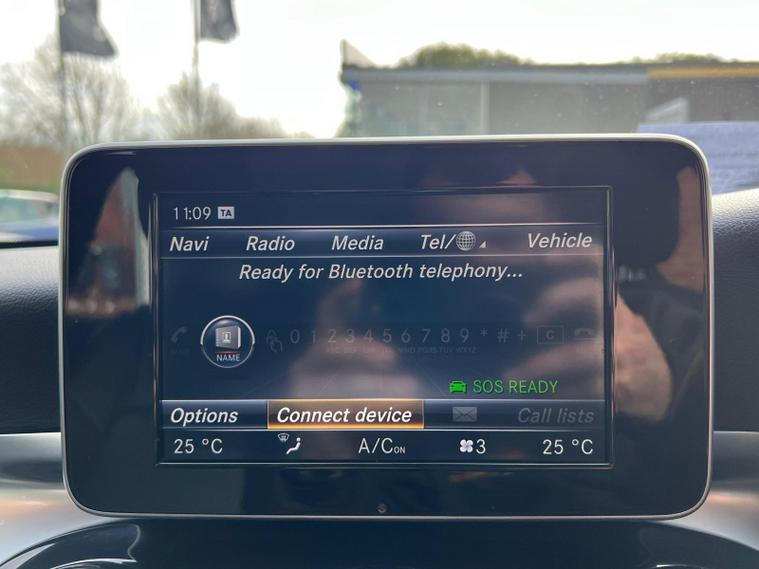 11:09 TA
Navi Radio Media Tel/ Vehicle
Ready for Bluetooth telephony...
0 1 2 3 4 5 6 7 8 9 * # + C
NAME
SOS READY
Options Connect device Call lists
25 °C A/C ON 3 25 °C